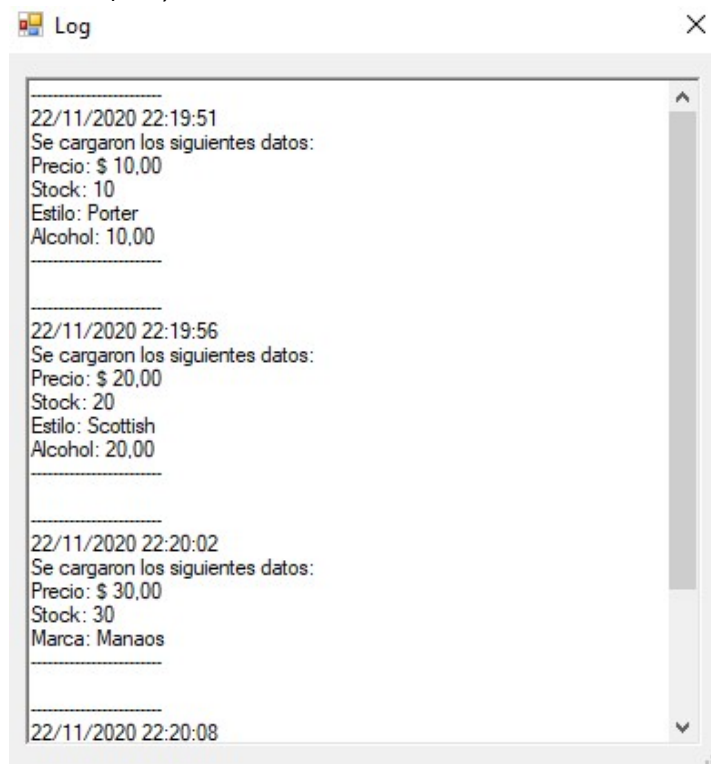 Log
------------------------
22/11/2020 22:19:51
Se cargaron los siguientes datos:
Precio: $ 10,00
Stock: 10
Estilo: Porter
Alcohol: 10,00
------------------------
------------------------
22/11/2020 22:19:56
Se cargaron los siguientes datos:
Precio: $ 20,00
Stock: 20
Estilo: Scottish
Alcohol: 20,00
------------------------
------------------------
22/11/2020 22:20:02
Se cargaron los siguientes datos:
Precio: $ 30,00
Stock: 30
Marca: Manaos
------------------------
------------------------
22/11/2020 22:20:08